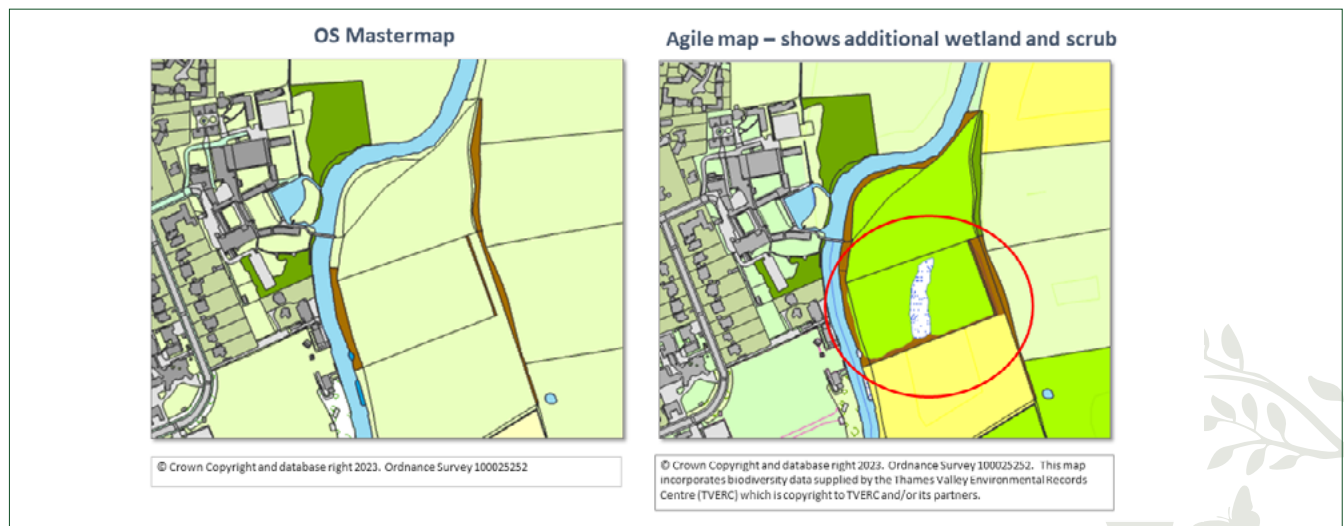 OS Mastermap
Agile map – shows additional wetland and scrub
© Crown Copyright and database right 2023. Ordnance Survey 100025252
© Crown Copyright and database right 2023. Ordnance Survey 100025252. This map
incorporates biodiversity data supplied by the Thames Valley Environmental Records
Centre (TVERC) which is copyright to TVERC and/or its partners.